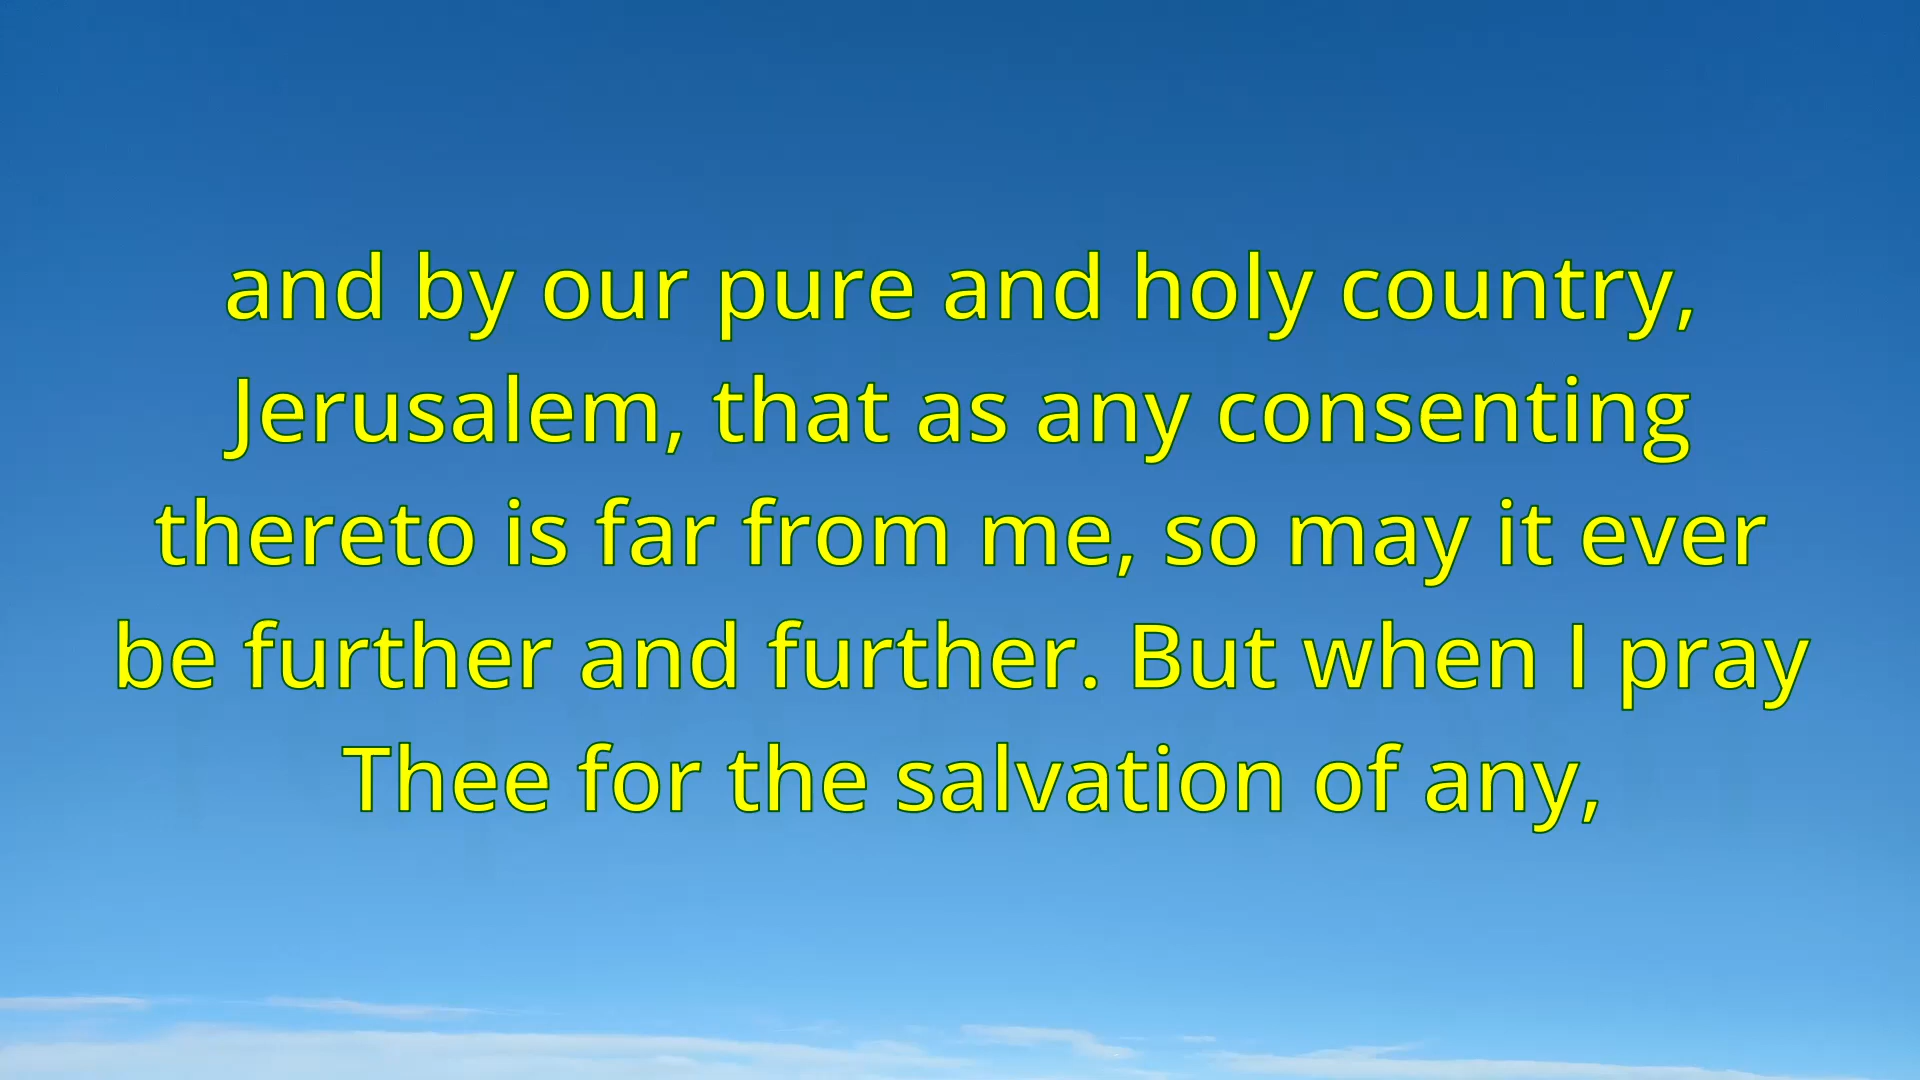 and by our pure and holy country,
Jerusalem, that as any consenting
thereto is far from me, so may it ever
be further and further. But when I pray
Thee for the salvation of any,